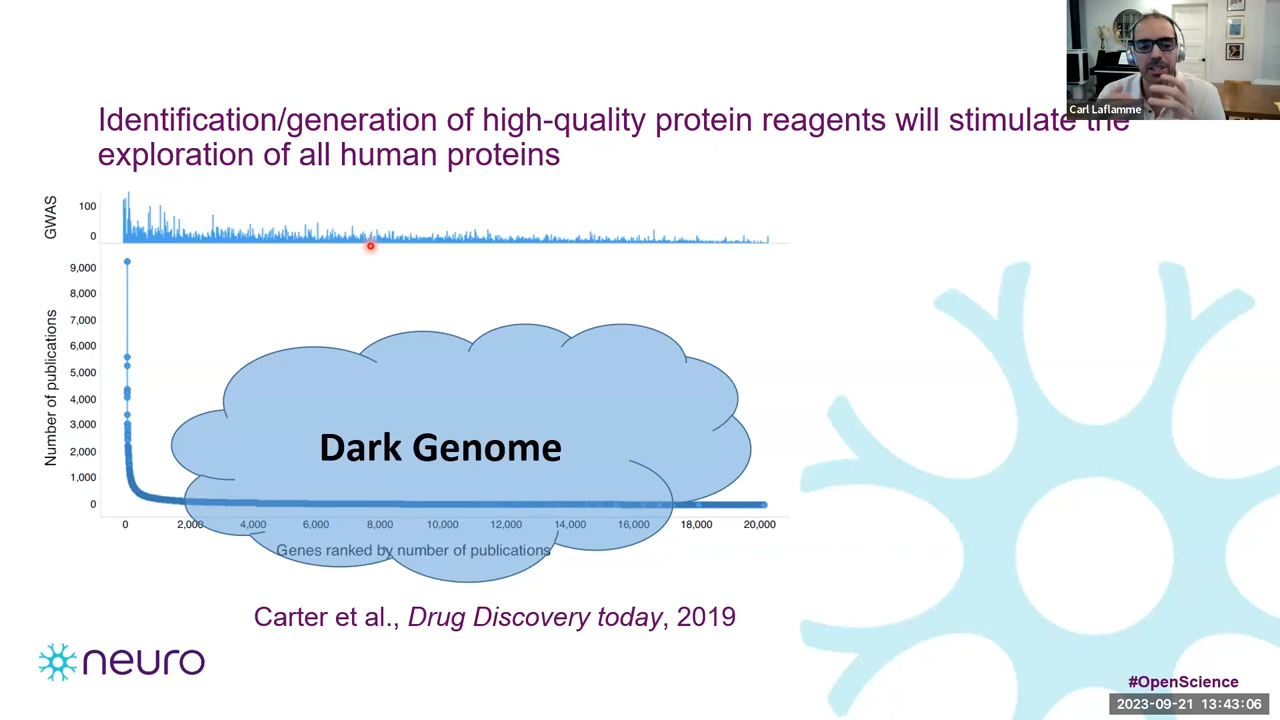 Carl Laflamme
Identification/generation of high-quality protein reagents will stimulate the
exploration of all human proteins
GWAS
100
0
Number of publications
9,000
8,000
7,000
6,000
5,000
4,000
3,000
2,000
1,000
0
Dark Genome
0 2,000 4,000 6,000 8,000 10,000 12,000 14,000 16,000 18,000 20,000
Genes ranked by number of publications
Carter et al., Drug Discovery today, 2019
neuro
#OpenScience
2023-09-21 13:43:06